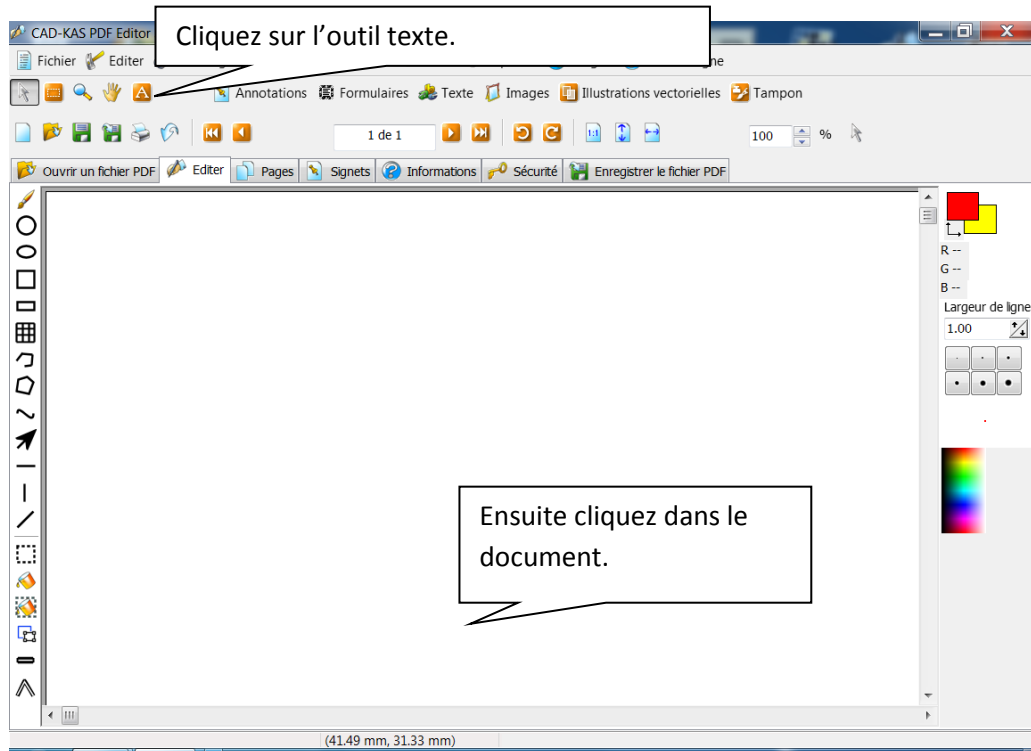 CAD-KAS PDF Editor
Cliquez sur l’outil texte.
Fichier Editer
Annotations Formulaires Texte Images Illustrations vectorielles Tampon
1 de 1 1:1 100 %
Ouvrir un fichier PDF Editer Pages Signets Informations Sécurité Enregistrer le fichier PDF
R --
G --
B --
Largeur de ligne
1.00
Ensuite cliquez dans le
document.
(41.49 mm, 31.33 mm)